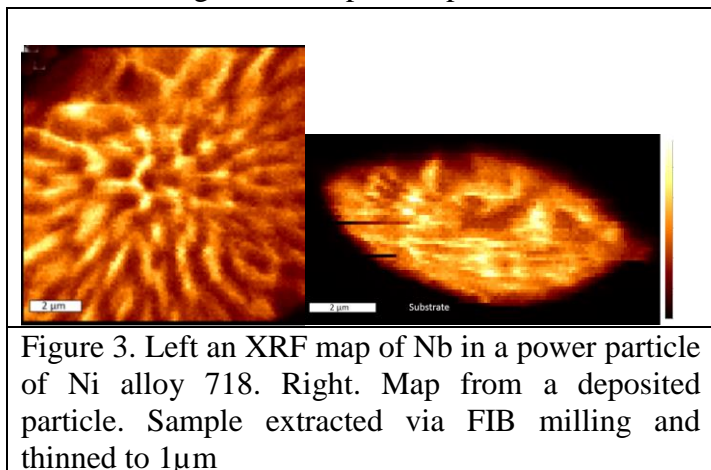 2 µm
2 µm
Substrate
Figure 3. Left an XRF map of Nb in a power particle
of Ni alloy 718. Right. Map from a deposited
particle. Sample extracted via FIB milling and
thinned to 1µm